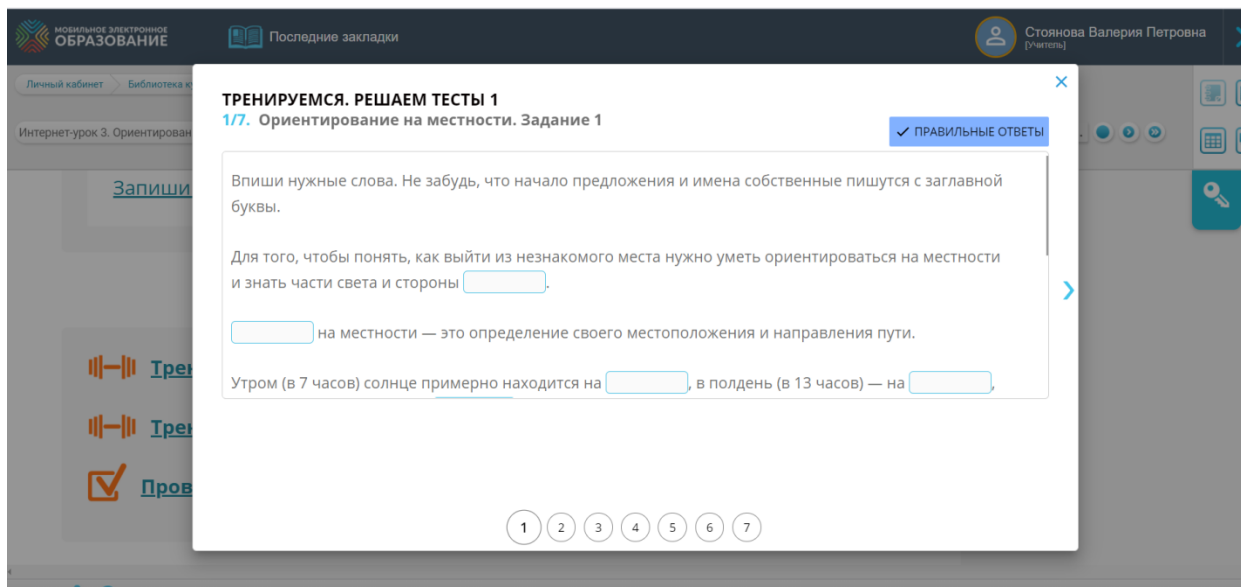 МОБИЛЬНОЕ ЭЛЕКТРОННОЕ
ОБРАЗОВАНИЕ
Последние закладки
Стоянова Валерия Петровна
[Учитель]
Личный кабинет
Библиотека к
Интернет-урок 3. Ориентирован
Запиши
ТРЕНИРУЕМСЯ. РЕШАЕМ ТЕСТЫ 1
1/7. Ориентирование на местности. Задание 1
ПРАВИЛЬНЫЕ ОТВЕТЫ
Впиши нужные слова. Не забудь, что начало предложения и имена собственные пишутся с заглавной
буквы.
Для того, чтобы понять, как выйти из незнакомого места нужно уметь ориентироваться на местности
и знать части света и стороны .
на местности — это определение своего местоположения и направления пути.
Утром (в 7 часов) солнце примерно находится на , в полдень (в 13 часов) — на ,
Трен
Трен
Пров
1 2 3 4 5 6 7